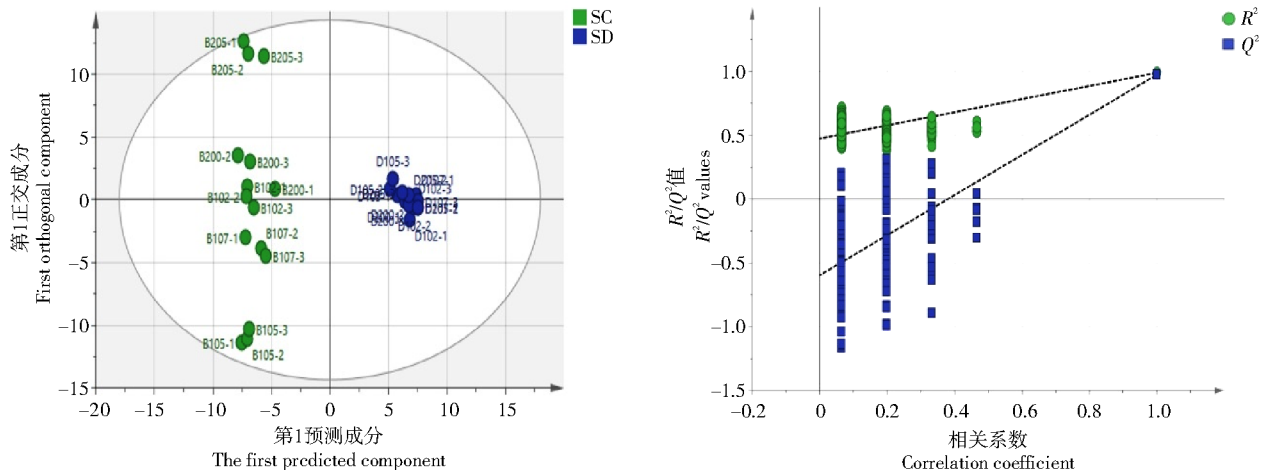 SC
SD
B205-1
B205-2
B205-3
B200-2
B200-3
B200-1
B102-2
B102-3
B107-1
B107-2
B107-3
B105-3
B105-1
B105-2
D105-3
D102-3
D102-2
D102-1
10
5
0
−5
−10
−15
−20
−15
−10
−5
0
5
10
15
第1正交成分
First orthogonal component
第1预测成分
The first predicted component
R²
Q²
1.0
0.5
0
−0.5
−1.0
−1.5
−0.2
0
0.2
0.4
0.6
0.8
1.0
R²/Q²值
R²/Q² values
相关系数
Correlation coefficient